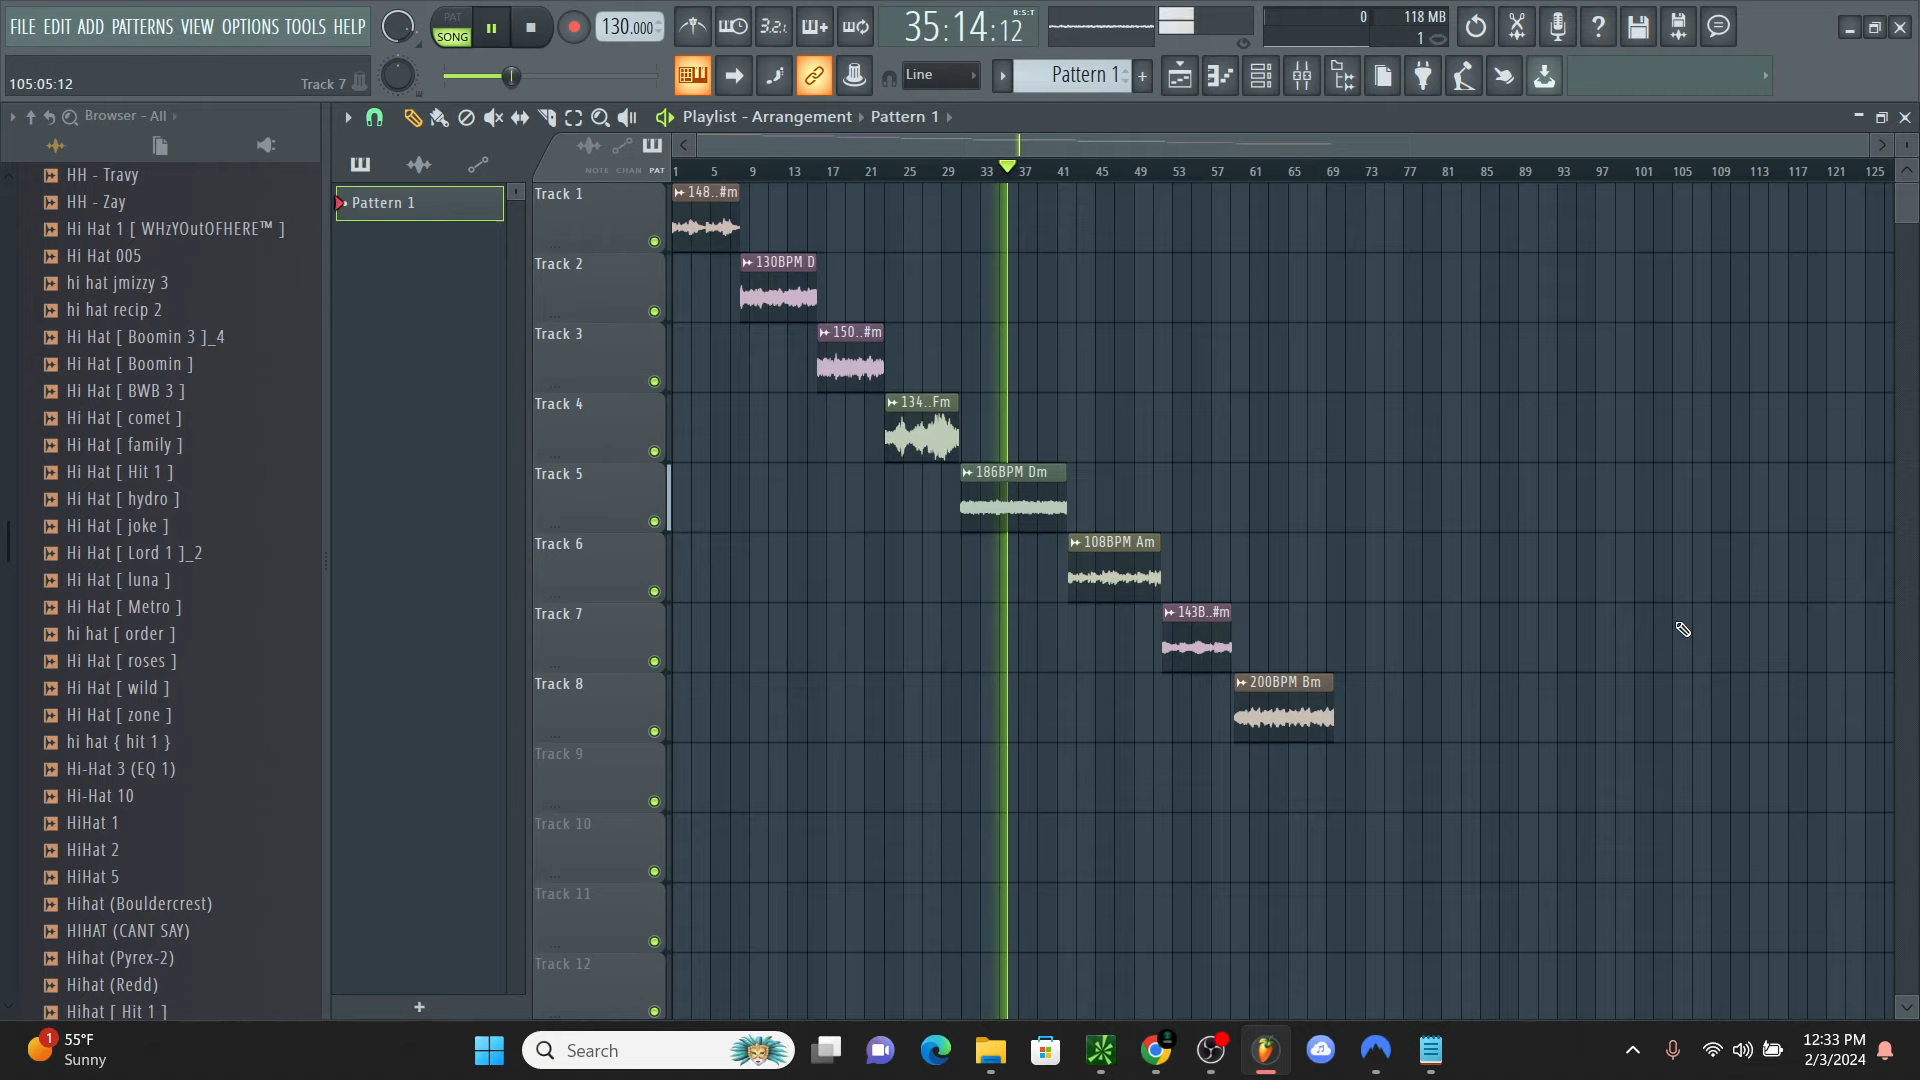 FILE EDIT ADD PATTERNS VIEW OPTIONS TOOLS HELP
PAT
SONG
130.000
3.2.
35:14:12
B:S:T
0
118 MB
1
105:05:12
Track 7
Line
Pattern 1
+
Browser - All
Playlist - Arrangement
Pattern 1
NOTE CHAN PAT
1 5 9 13 17 21 25 29 33 37 41 45 49 53 57 61 65 69 73 77 81 85 89 93 97 101 105 109 113 117 121 125
Pattern 1
HH - Travy
HH - Zay
Hi Hat 1 [ WHzYOutOFHERE™ ]
Hi Hat 005
hi hat jmizzy 3
hi hat recip 2
Hi Hat [ Boomin 3 ]_4
Hi Hat [ Boomin ]
Hi Hat [ BWB 3 ]
Hi Hat [ comet ]
Hi Hat [ family ]
Hi Hat [ Hit 1 ]
Hi Hat [ hydro ]
Hi Hat [ joke ]
Hi Hat [ Lord 1 ]_2
Hi Hat [ luna ]
Hi Hat [ Metro ]
hi hat [ order ]
Hi Hat [ roses ]
Hi Hat [ wild ]
Hi Hat [ zone ]
hi hat { hit 1 }
Hi-Hat 3 (EQ 1)
Hi-Hat 10
HiHat 1
HiHat 2
HiHat 5
Hihat (Bouldercrest)
HIHAT (CANT SAY)
Hihat (Pyrex-2)
Hihat (Redd)
Hihat [ Hit 1 ]
Track 1
148..#m
Track 2
130BPM D
Track 3
150..#m
Track 4
134..Fm
Track 5
186BPM Dm
Track 6
108BPM Am
Track 7
143B..#m
Track 8
200BPM Bm
Track 9
Track 10
Track 11
Track 12
+
1
55°F
Sunny
Search
12:33 PM
2/3/2024